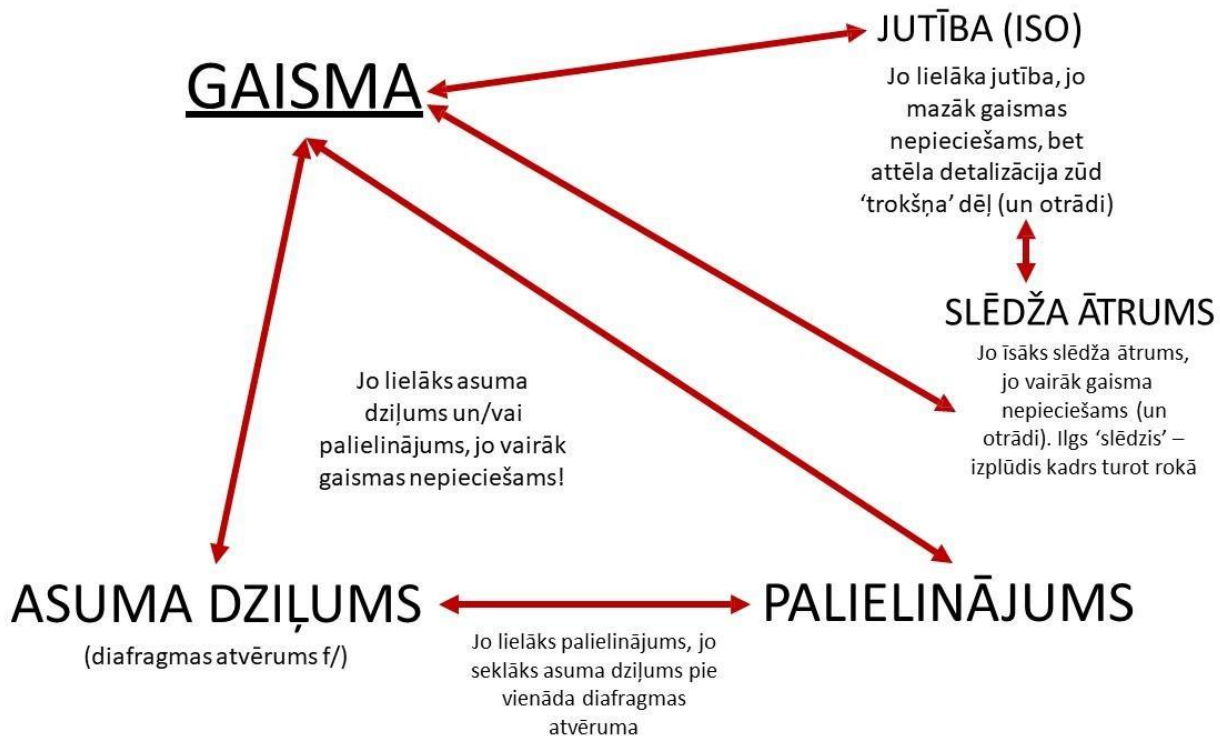 GAISMA
JUTĪBA (ISO)
Jo lielāka jutība, jo
mazāk gaismas
nepieciešams, bet
attēla detalizācija zūd
‘trokšņa’ dēļ (un otrādi)
SLĒDŽA ĀTRUMS
Jo īsāks slēdža ātrums,
jo vairāk gaisma
nepieciešams (un
otrādi). Ilgs ‘slēdzis’ –
izplūdis kadrs turot rokā
Jo lielāks asuma
dziļums un/vai
palielinājums, jo vairāk
gaismas nepieciešams!
ASUMA DZIĻUMS
(diafragmas atvērums f/)
Jo lielāks palielinājums, jo
seklāks asuma dziļums pie
vienāda diafragmas
atvēruma
PALIELINĀJUMS